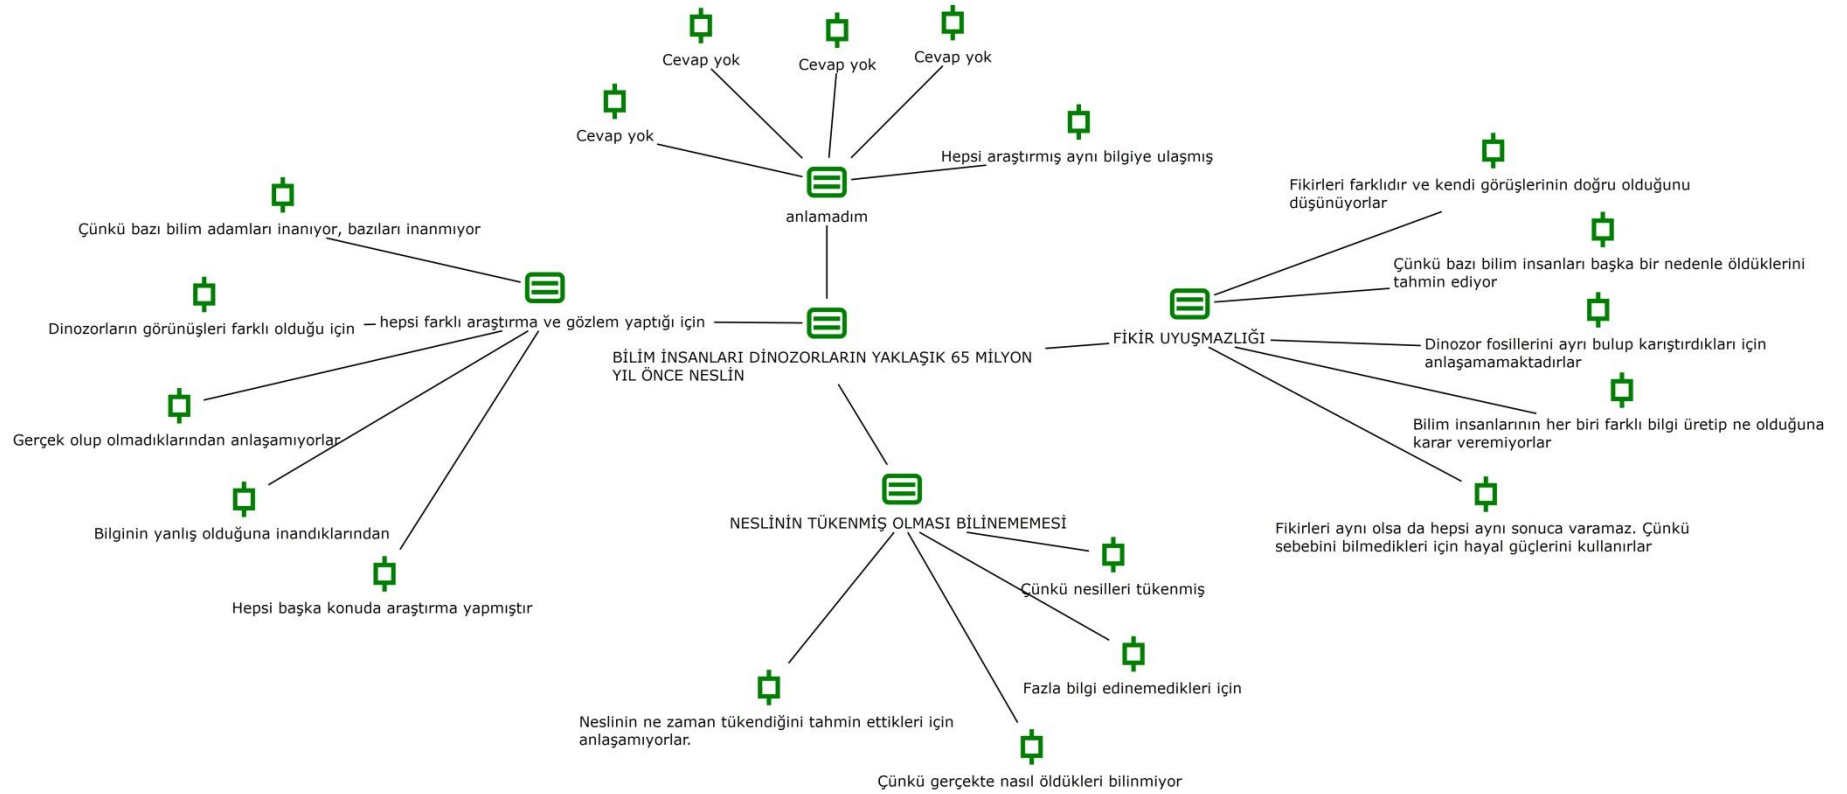 Cevap yok
Cevap yok
Cevap yok
Cevap yok
Hepsi araştırmış aynı bilgiye ulaşmış
anlamadım
Çünkü bazı bilim adamları inanıyor, bazıları inanmıyor
Dinozorların görünüşleri farklı olduğu için
hepsi farklı araştırma ve gözlem yaptığı için
Gerçek olup olmadıklarından anlaşamıyorlar
Bilginin yanlış olduğuna inandıklarından
Hepsi başka konuda araştırma yapmıştır
BİLİM İNSANLARI DİNOZORLARIN YAKLAŞIK 65 MİLYON
YIL ÖNCE NESLİN
FİKİR UYUŞMAZLIĞI
Fikirleri farklıdır ve kendi görüşlerinin doğru olduğunu
düşünüyorlar
Çünkü bazı bilim insanları başka bir nedenle öldüklerini
tahmin ediyor
Dinozor fosillerini ayrı bulup karıştırdıkları için
anlaşamamaktadırlar
Bilim insanlarının her biri farklı bilgi üretip ne olduğuna
karar veremiyorlar
Fikirleri aynı olsa da hepsi aynı sonuca varamaz. Çünkü
sebebini bilmedikleri için hayal güçlerini kullanırlar
NESLİNİN TÜKENMİŞ OLMASI BİLİNEMEMESİ
Çünkü nesilleri tükenmiş
Fazla bilgi edinemedikleri için
Neslinin ne zaman tükendiğini tahmin ettikleri için
anlaşamıyorlar.
Çünkü gerçekte nasıl öldükleri bilinmiyor